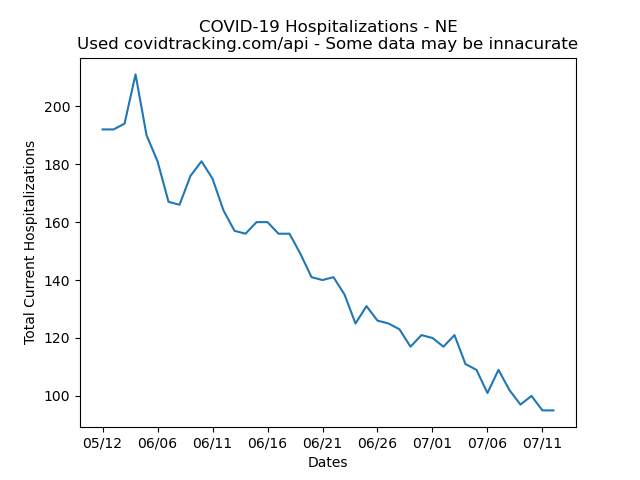 COVID-19 Hospitalizations - NE
Used covidtracking.com/api - Some data may be innacurate
Total Current Hospitalizations
200
180
160
140
120
100
05/12 06/06 06/11 06/16 06/21 06/26 07/01 07/06 07/11
Dates